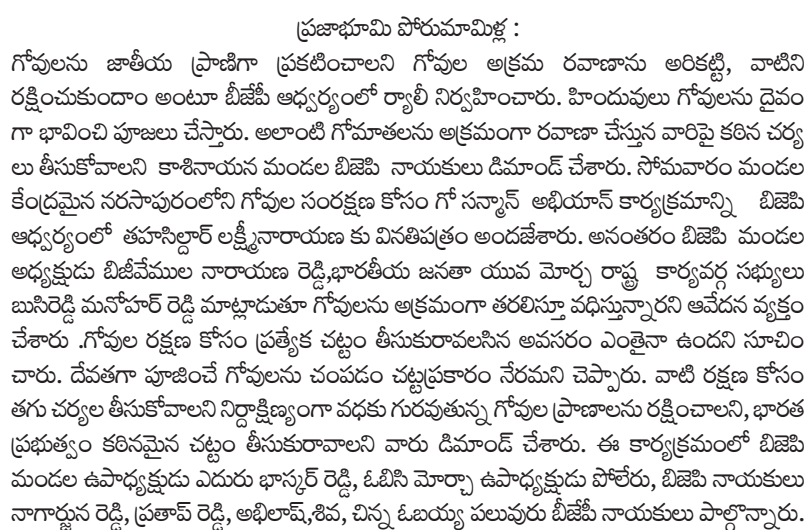 ప్రజాభూమి పోరుమామిళ్ల :
గోవులను జాతీయ ప్రాణిగా ప్రకటించాలని గోవుల అక్రమ రవాణాను అరికట్టి, వాటిని
రక్షించుకుందాం అంటూ బీజేపీ ఆధ్వర్యంలో ర్యాలీ నిర్వహించారు. హిందువులు గోవులను దైవం
గా భావించి పూజలు చేస్తారు. అలాంటి గోమాతలను అక్రమంగా రవాణా చేస్తున వారిపై కఠిన చర్య
లు తీసుకోవాలని కాశినాయన మండల బిజెపి నాయకులు డిమాండ్ చేశారు. సోమవారం మండల
కేంద్రమైన నరసాపురంలోని గోవుల సంరక్షణ కోసం గో సన్మాన్ అభియాన్ కార్యక్రమాన్ని బిజెపి
ఆధ్వర్యంలో తహసిల్దార్ లక్ష్మీనారాయణ కు వినతిపత్రం అందజేశారు. అనంతరం బిజెపి మండల
అధ్యక్షుడు బిజీవేముల నారాయణ రెడ్డి,భారతీయ జనతా యువ మోర్చ రాష్ట్ర కార్యవర్గ సభ్యులు
బుసిరెడ్డి మనోహర్ రెడ్డి మాట్లాడుతూ గోవులను అక్రమంగా తరలిస్తూ వధిస్తున్నారని ఆవేదన వ్యక్తం
చేశారు .గోవుల రక్షణ కోసం ప్రత్యేక చట్టం తీసుకురావలసిన అవసరం ఎంతైనా ఉందని సూచిం
చారు. దేవతగా పూజించే గోవులను చంపడం చట్టప్రకారం నేరమని చెప్పారు. వాటి రక్షణ కోసం
తగు చర్యల తీసుకోవాలని నిర్దాక్షిణ్యంగా వధకు గురవుతున్న గోవుల ప్రాణాలను రక్షించాలని, భారత
ప్రభుత్వం కఠినమైన చట్టం తీసుకురావాలని వారు డిమాండ్ చేశారు. ఈ కార్యక్రమంలో బిజెపి
మండల ఉపాధ్యక్షుడు ఎదురు భాస్కర్ రెడ్డి, ఓబిసి మోర్చా ఉపాధ్యక్షుడు పోలేరు, బిజెపి నాయకులు
నాగార్జున రెడ్డి, ప్రతాప్ రెడ్డి, అభిలాష్,శివ, చిన్న ఓబయ్య పలువురు బీజేపీ నాయకులు పాల్గొన్నారు.